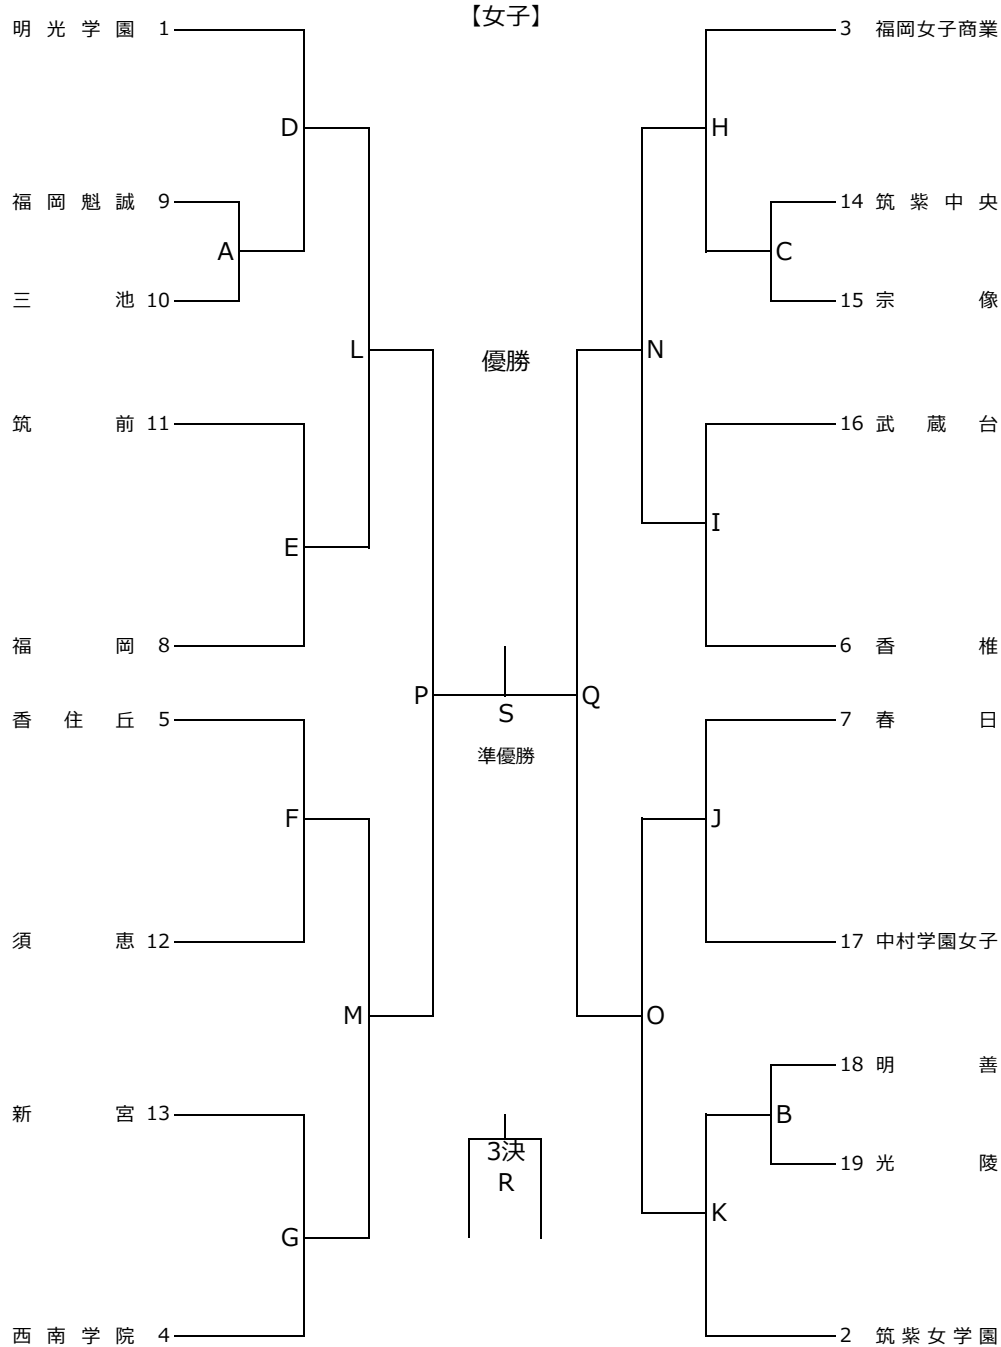 【女子】
明光学園 1
3 福岡女子商業
D
H
福岡魁誠 9
14 筑紫中央
A
C
三池 10
15 宗像
L
優勝
N
筑前 11
16 武蔵台
I
E
福岡 8
6 香椎
P
S
Q
香住丘 5
7 春日
準優勝
F
J
須恵 12
17 中村学園女子
M
O
18 明善
新宮 13
B
3決
R
19 光陵
K
G
西南学院 4
2 筑紫女学園